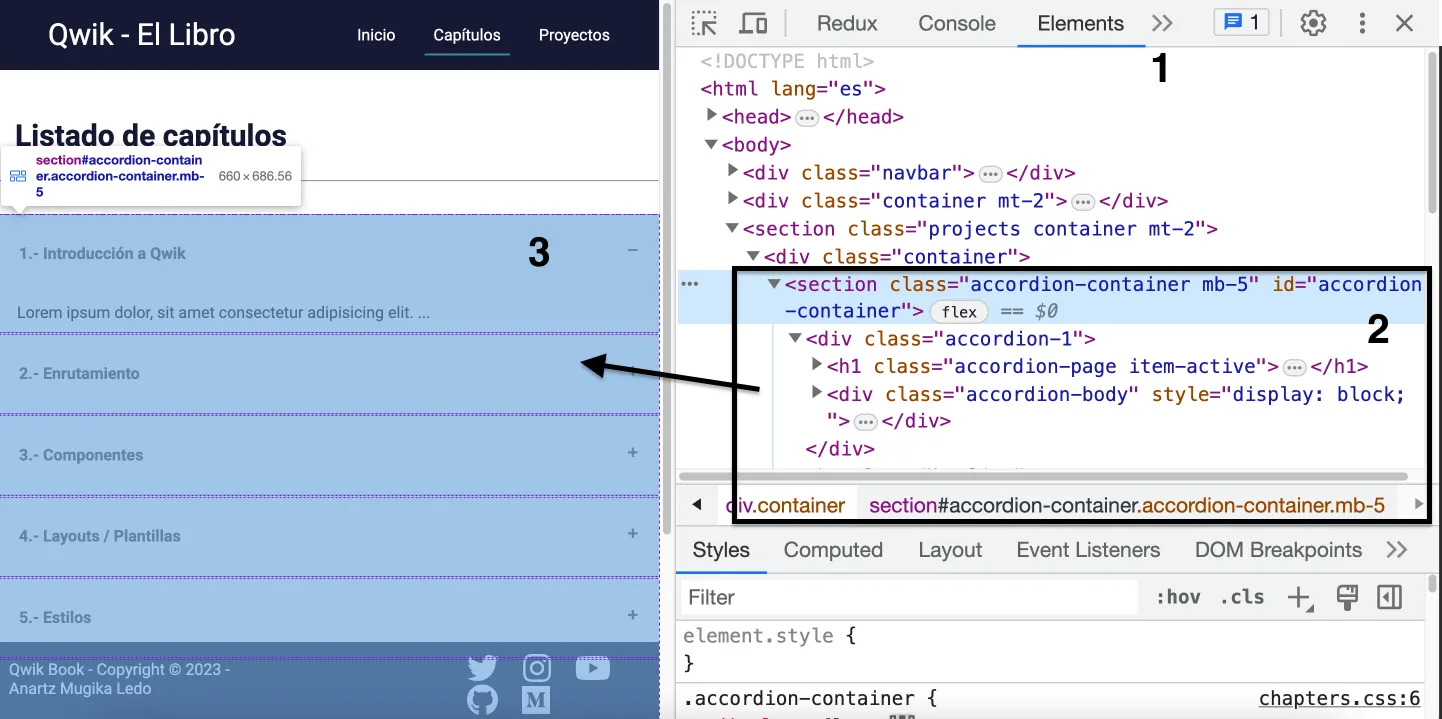 Qwik - El Libro
Inicio
Capítulos
Proyectos
Listado de capítulos
section#accordion-contain
er.accordion-container.mb-
5
660 × 686.56
3
1.- Introducción a Qwik
−
Lorem ipsum dolor, sit amet consectetur adipisicing elit. ...
2.- Enrutamiento
+
3.- Componentes
+
4.- Layouts / Plantillas
+
5.- Estilos
+
Qwik Book - Copyright © 2023 -
Anartz Mugika Ledo
Redux
Console
Elements
1
1
<!DOCTYPE html>
<html lang="es">
<head> ··· </head>
<body>
<div class="navbar"> ··· </div>
<div class="container mt-2"> ··· </div>
<section class="projects container mt-2">
<div class="container">
··· <section class="accordion-container mb-5" id="accordion
-container"> flex == $0
2
<div class="accordion-1">
<h1 class="accordion-page item-active"> ··· </h1>
<div class="accordion-body" style="display: block;
"> ··· </div>
</div>
div.container
section#accordion-container.accordion-container.mb-5
Styles
Computed
Layout
Event Listeners
DOM Breakpoints
Filter
:hov
.cls
element.style {
}
.accordion-container {
chapters.css:6